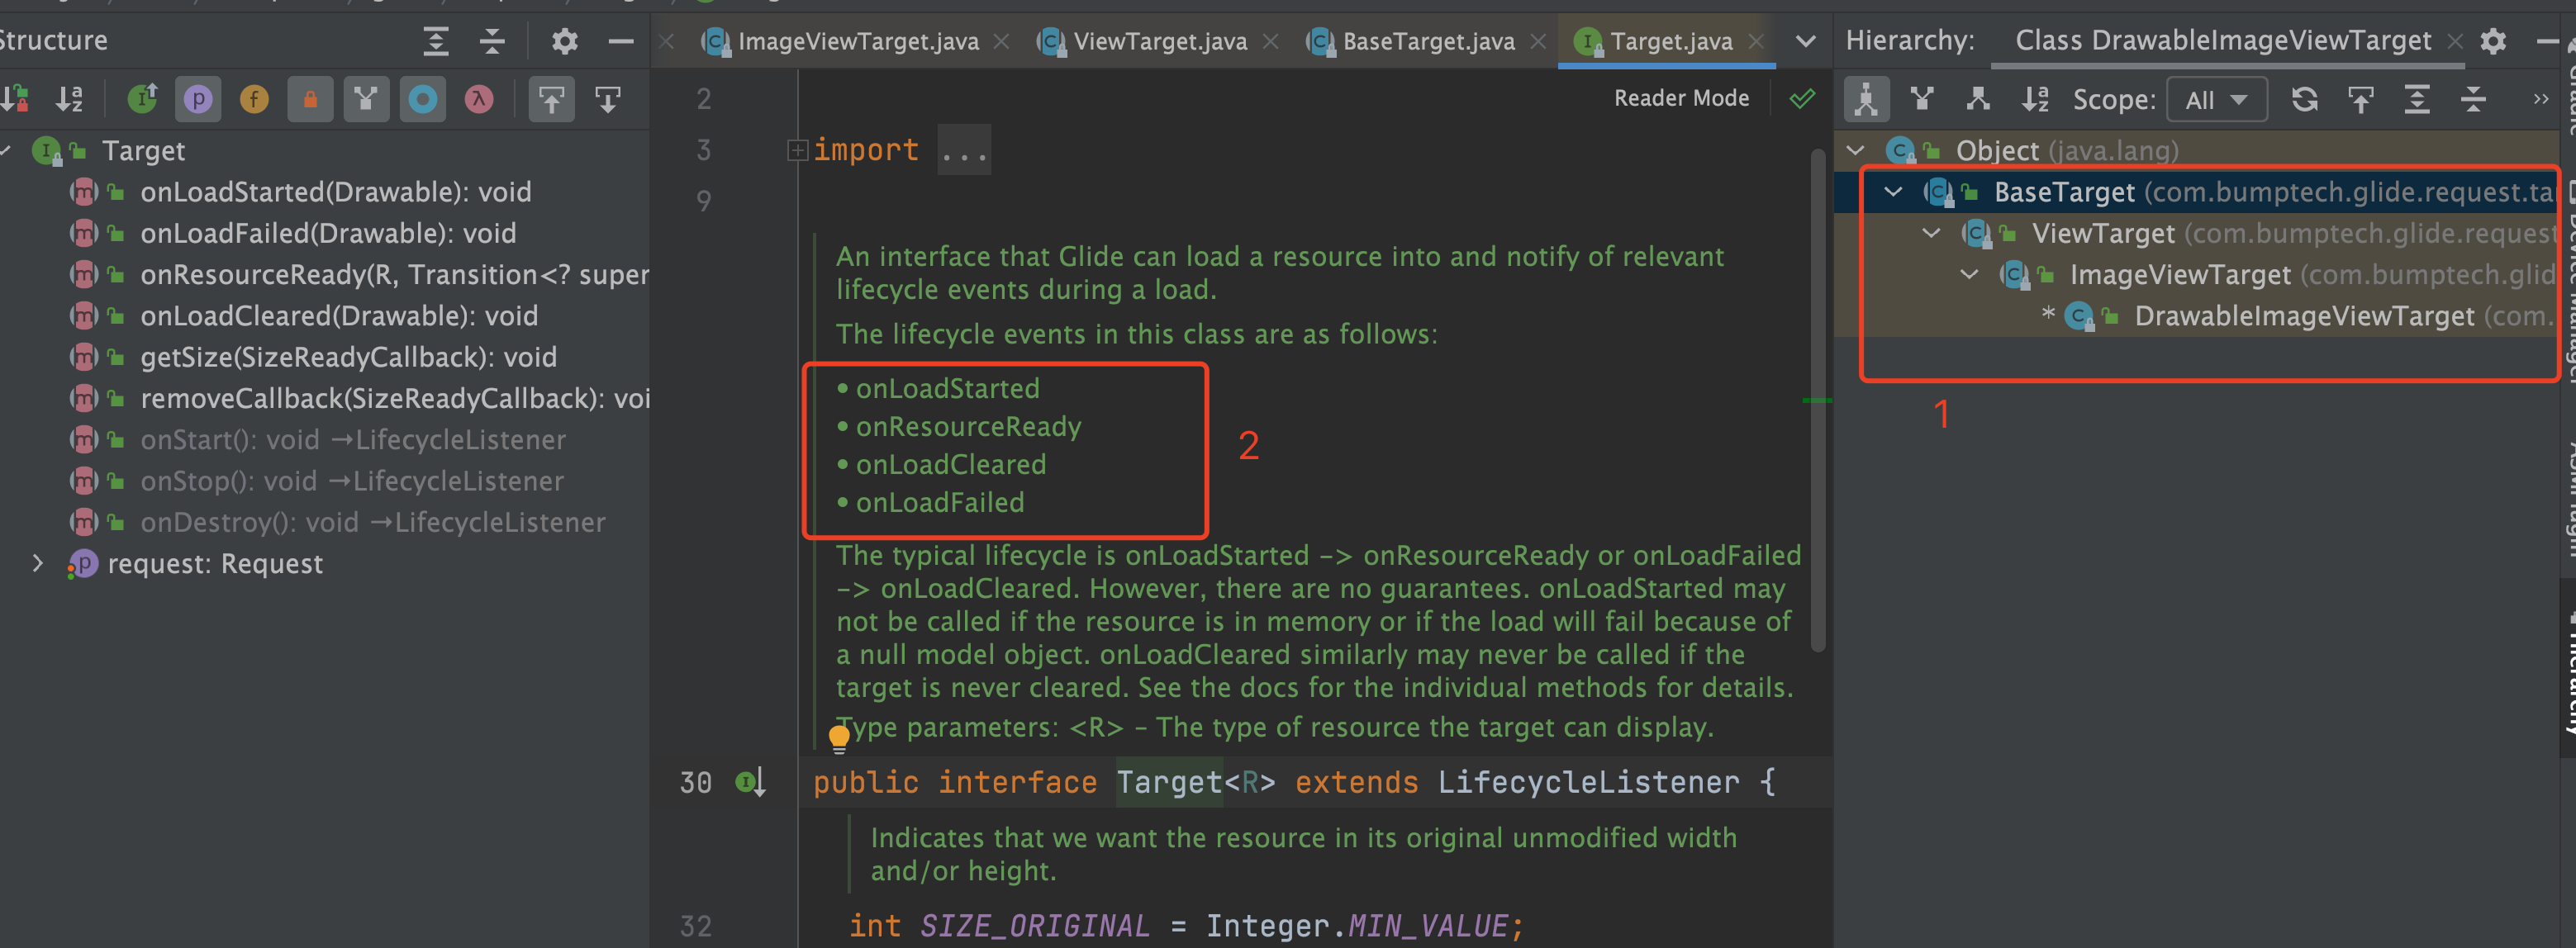 Structure
Target
onLoadStarted(Drawable): void
onLoadFailed(Drawable): void
onResourceReady(R, Transition<? super
onLoadCleared(Drawable): void
getSize(SizeReadyCallback): void
removeCallback(SizeReadyCallback): voi
onStart(): void →LifecycleListener
onStop(): void →LifecycleListener
onDestroy(): void →LifecycleListener
request: Request
ImageViewTarget.java
ViewTarget.java
BaseTarget.java
Target.java
Reader Mode
2
3 import ...
9
An interface that Glide can load a resource into and notify of relevant
lifecycle events during a load.
The lifecycle events in this class are as follows:
• onLoadStarted
• onResourceReady
• onLoadCleared
• onLoadFailed
2
The typical lifecycle is onLoadStarted -> onResourceReady or onLoadFailed
-> onLoadCleared. However, there are no guarantees. onLoadStarted may
not be called if the resource is in memory or if the load will fail because of
a null model object. onLoadCleared similarly may never be called if the
target is never cleared. See the docs for the individual methods for details.
Type parameters: <R> – The type of resource the target can display.
30 public interface Target<R> extends LifecycleListener {
Indicates that we want the resource in its original unmodified width
and/or height.
32 int SIZE_ORIGINAL = Integer.MIN_VALUE;
Hierarchy: Class DrawableImageViewTarget
Scope: All
Object (java.lang)
BaseTarget (com.bumptech.glide.request.ta
ViewTarget (com.bumptech.glide.request
ImageViewTarget (com.bumptech.glid
* DrawableImageViewTarget (com.
1
Device Manager
Hierarchy